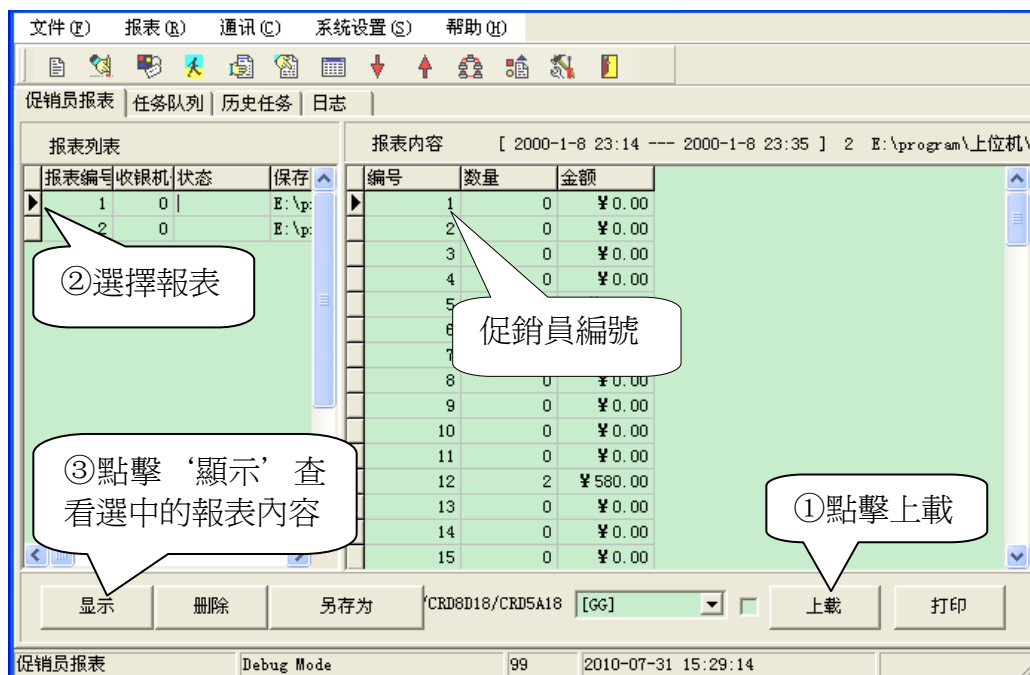 文件(F) 报表(R) 通讯(C) 系统设置(S) 帮助(H)
促销员报表 任务队列 历史任务 日志
报表列表
报表内容 [ 2000-1-8 23:14 --- 2000-1-8 23:35 ] 2 E:\program\上位机\
报表编号 收银机 状态 保存
编号 数量 金额
1 0 E:\p
1 0 ¥0.00
2 0 E:\p
2 0 ¥0.00
3 0 ¥0.00
4 0 ¥0.00
②選擇報表
5
促銷員編號
8 0 ¥0.00
9 0 ¥0.00
10 0 ¥0.00
11 0 ¥0.00
12 2 ¥580.00
13 0 ¥0.00
14 0 ¥0.00
15 0 ¥0.00
③點擊‘顯示’查
看選中的報表內容
①點擊上載
显示 删除 另存为 /CRD8D18/CRD5A18 [GG] 上載 打印
促销员报表 Debug Mode 99 2010-07-31 15:29:14